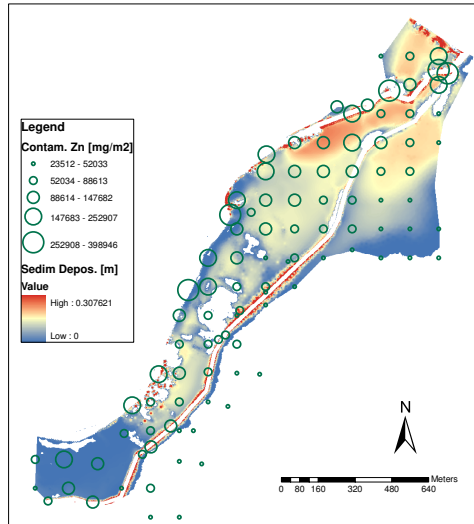 Legend
Contam. Zn [mg/m2]
23512 - 52033
52034 - 88613
88614 - 147682
147683 - 252907
252908 - 398946
Sedim Depos. [m]
Value
High : 0.307621
Low : 0
N
Meters
0 40 80 160 320 480 640